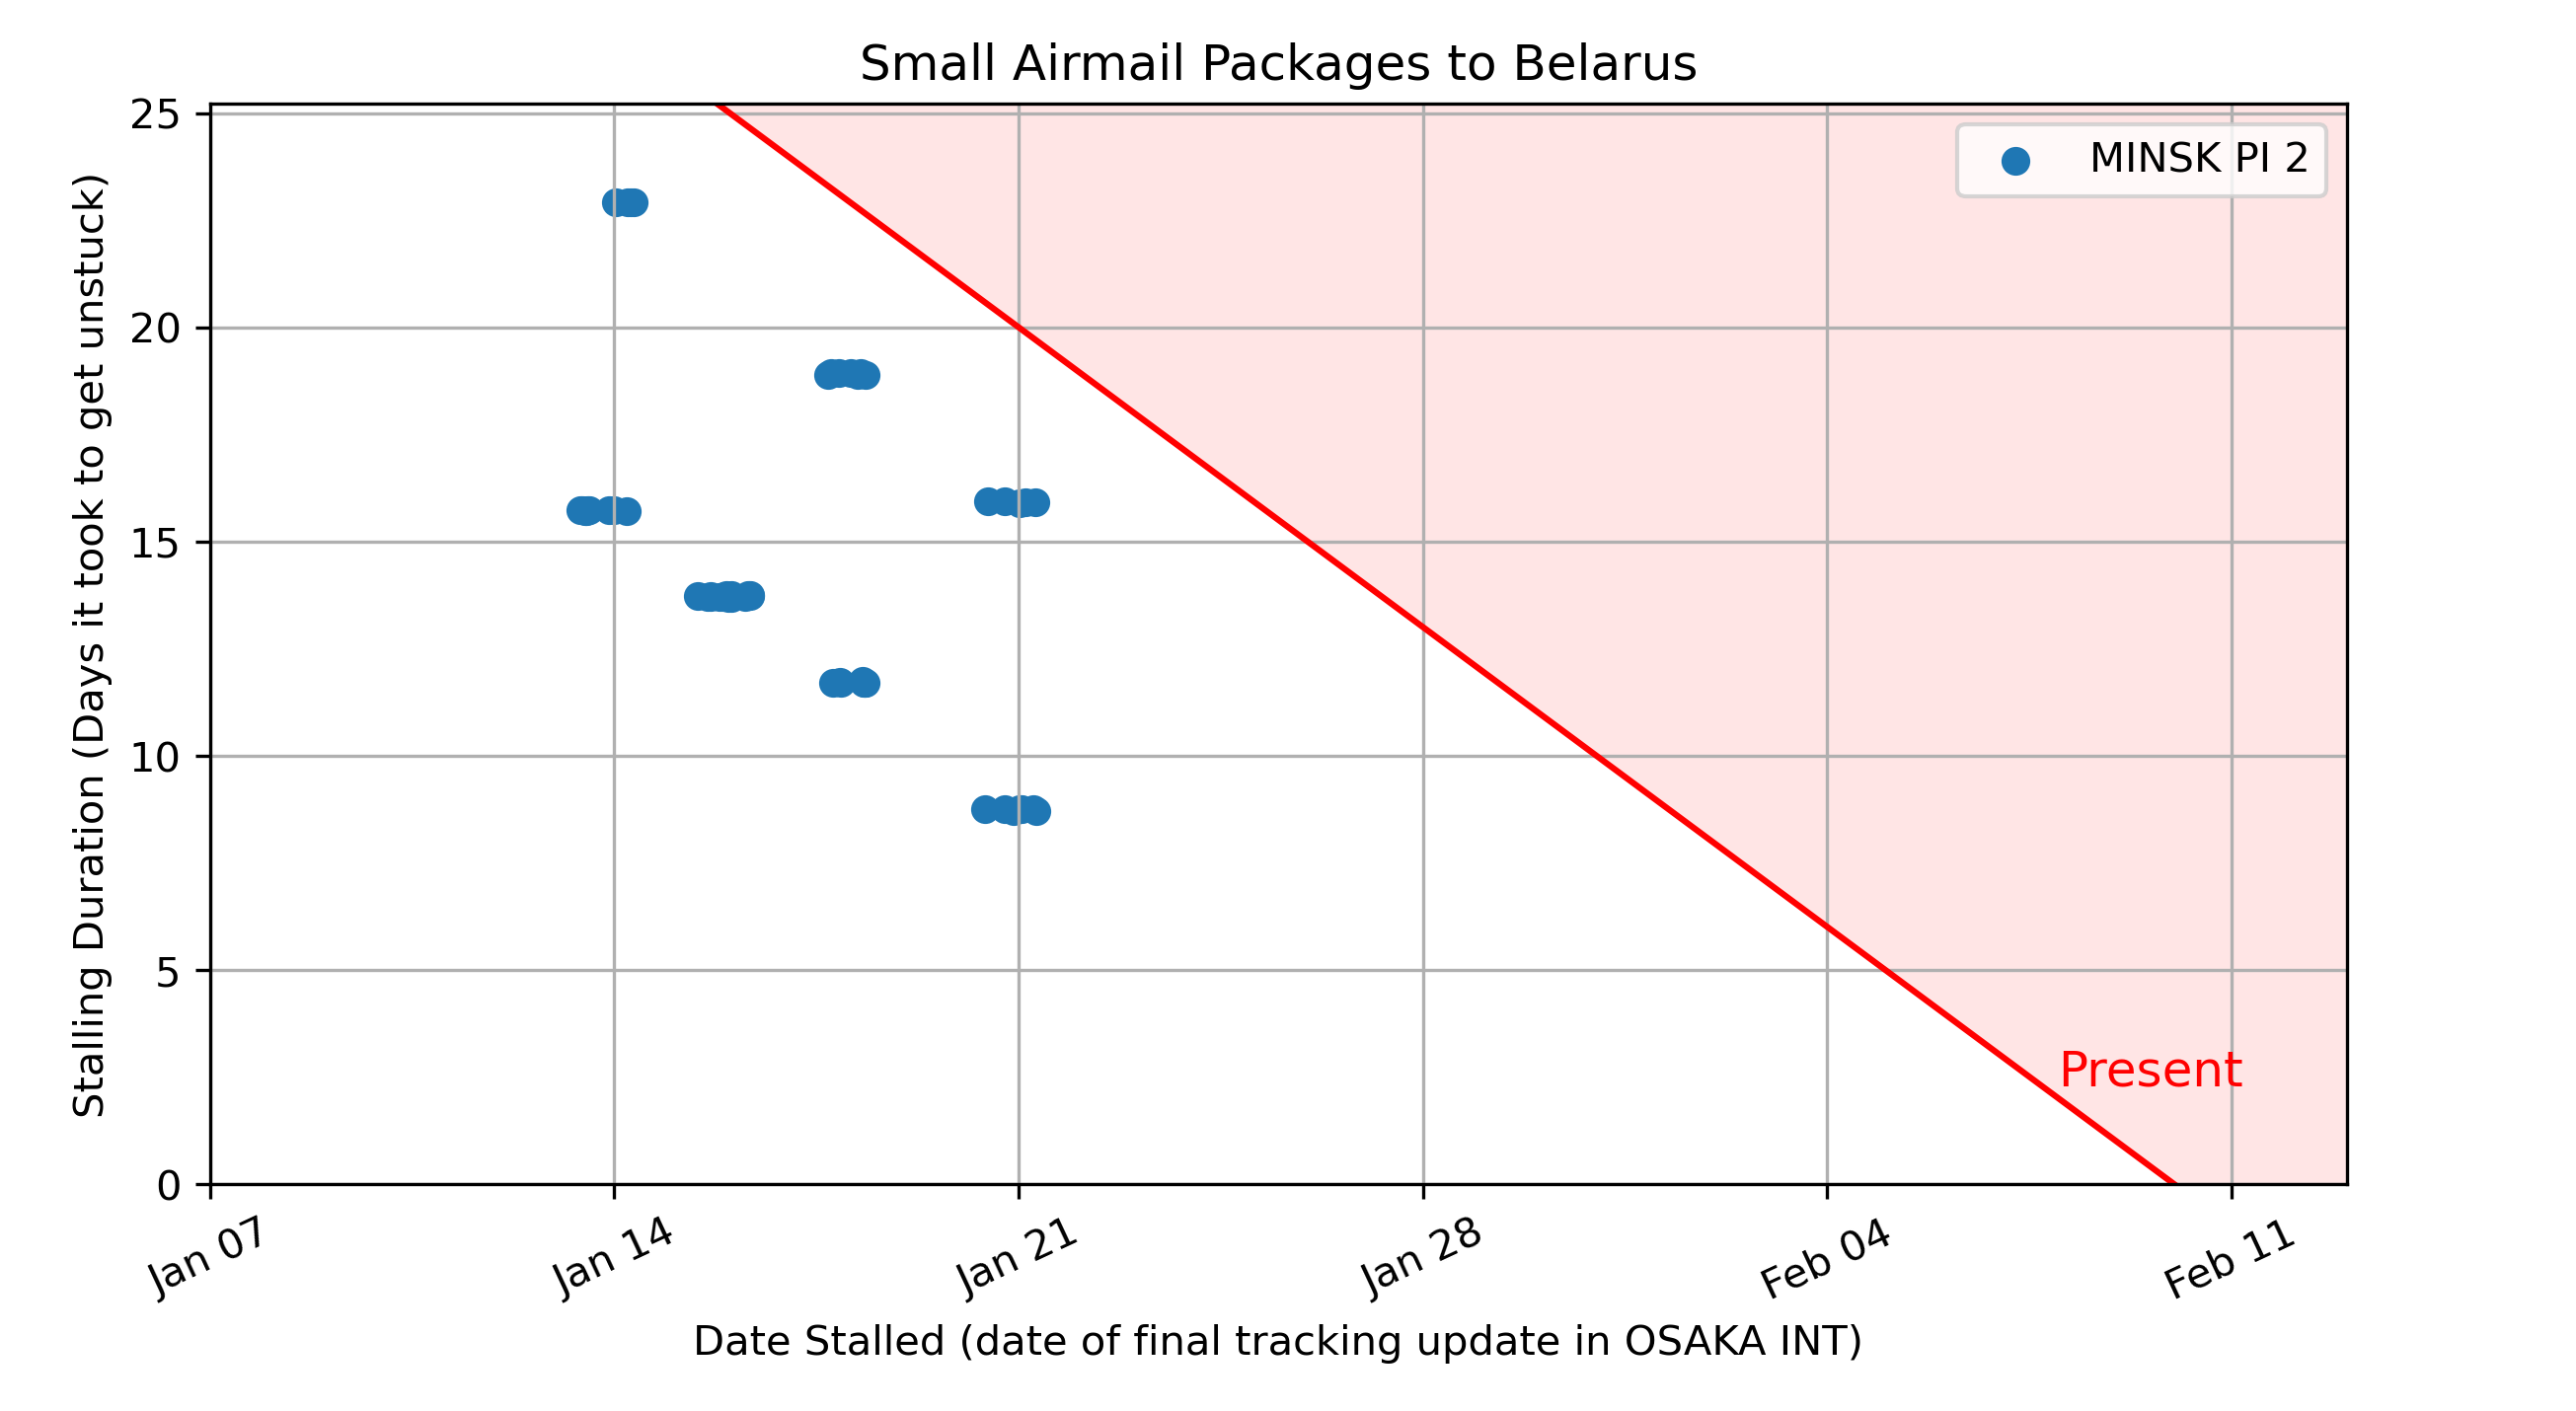 Small Airmail Packages to Belarus
MINSK PI 2
Stalling Duration (Days it took to get unstuck)
25
20
15
10
5
0
Present
Jan 07
Jan 14
Jan 21
Jan 28
Feb 04
Feb 11
Date Stalled (date of final tracking update in OSAKA INT)